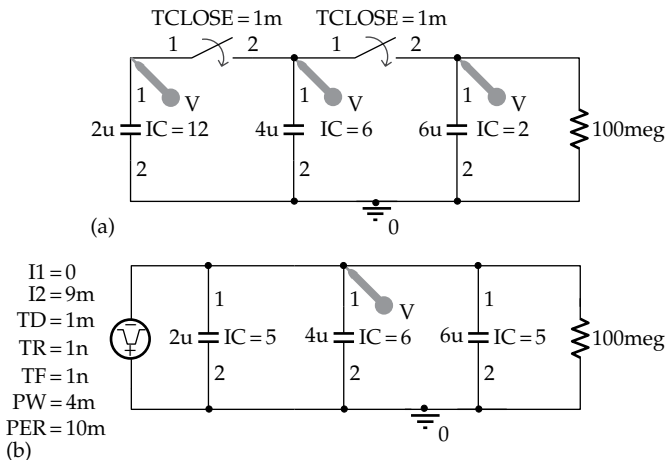 TCLOSE = 1m TCLOSE = 1m
1 2 1 2
1 V 1 V 1 V
2u IC = 12 4u IC = 6 6u IC = 2 100meg
2 2 2
0
(a)
I1 = 0
I2 = 9m
TD = 1m
TR = 1n
TF = 1n
PW = 4m
PER = 10m
1 1 V 1
2u IC = 5 4u IC = 6 6u IC = 5 100meg
2 2 2
0
(b)